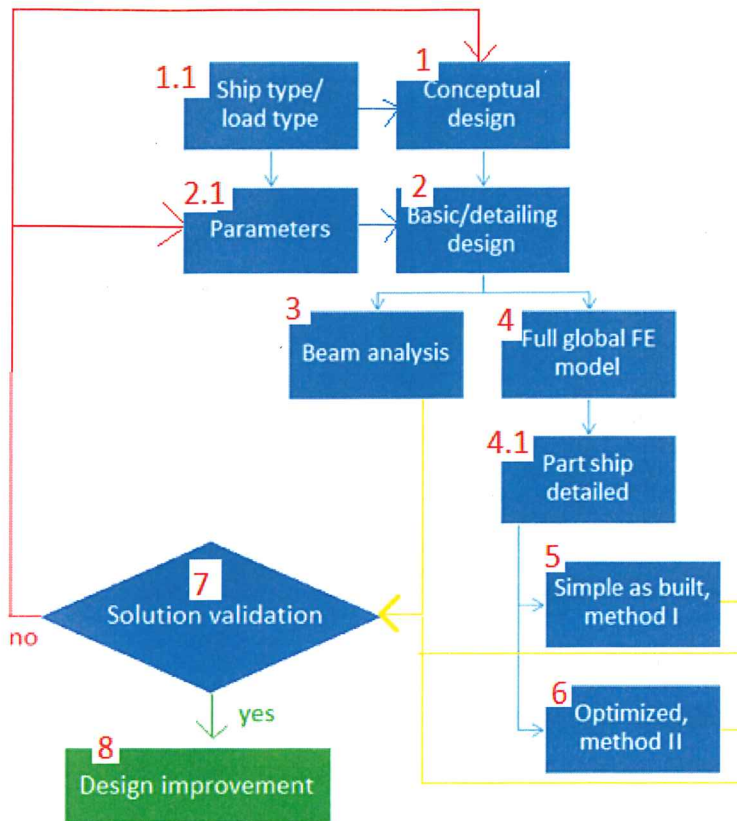 1.1
Ship type/
load type
1
Conceptual
design
2.1
Parameters
2
Basic/detailing
design
3
Beam analysis
4
Full global FE
model
4.1
Part ship
detailed
5
Simple as built,
method I
6
Optimized,
method II
7
Solution validation
no
yes
8
Design improvement